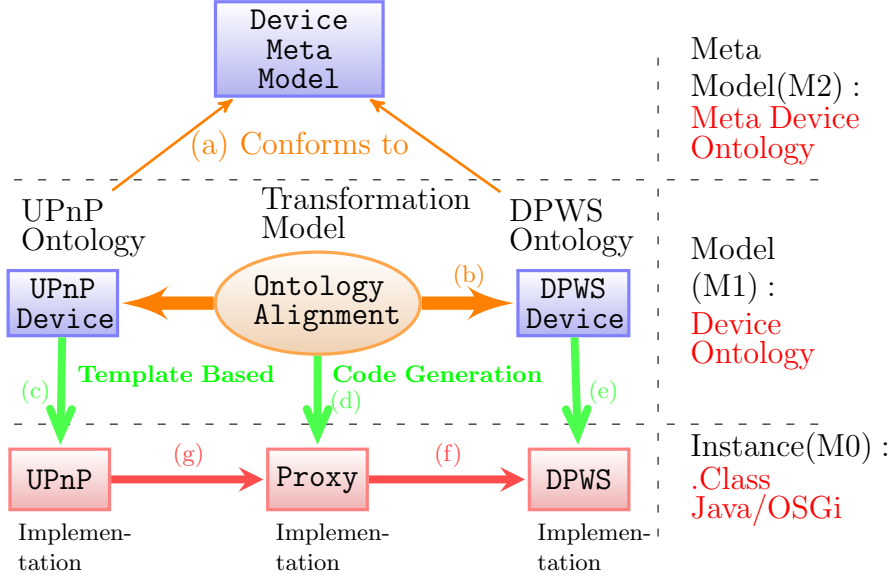 Device
Meta
Model
(a) Conforms to
Meta
Model(M2) :
Meta Device
Ontology
UPnP
Ontology
Transformation
Model
DPWS
Ontology
UPnP
Device
Ontology
Alignment
(b)
DPWS
Device
Model
(M1) :
Device
Ontology
(c)
Template Based
Code Generation
(d)
(e)
UPnP
(g)
Proxy
(f)
DPWS
Implemen-
tation
Implemen-
tation
Implemen-
tation
Instance(M0) :
.Class
Java/OSGi